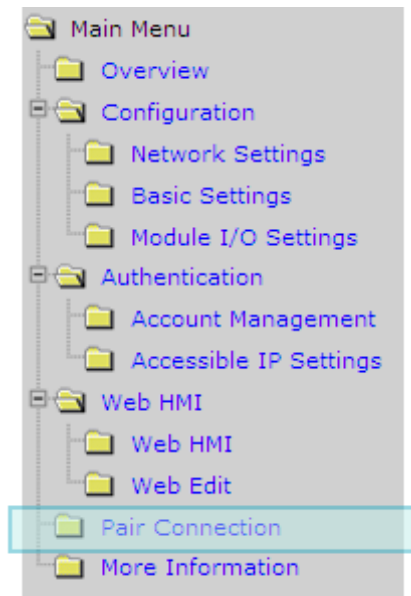 Main Menu
Overview
Configuration
Network Settings
Basic Settings
Module I/O Settings
Authentication
Account Management
Accessible IP Settings
Web HMI
Web HMI
Web Edit
Pair Connection
More Information